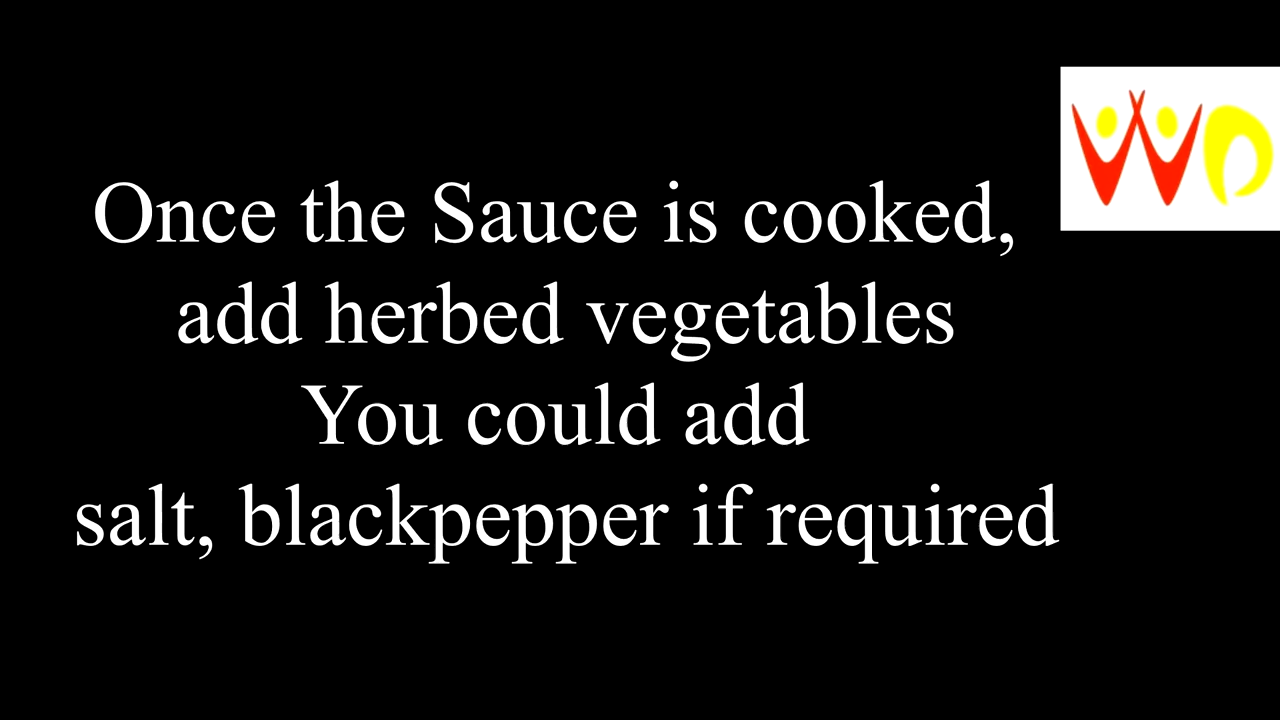 Once the Sauce is cooked,
add herbed vegetables
You could add
salt, blackpepper if required